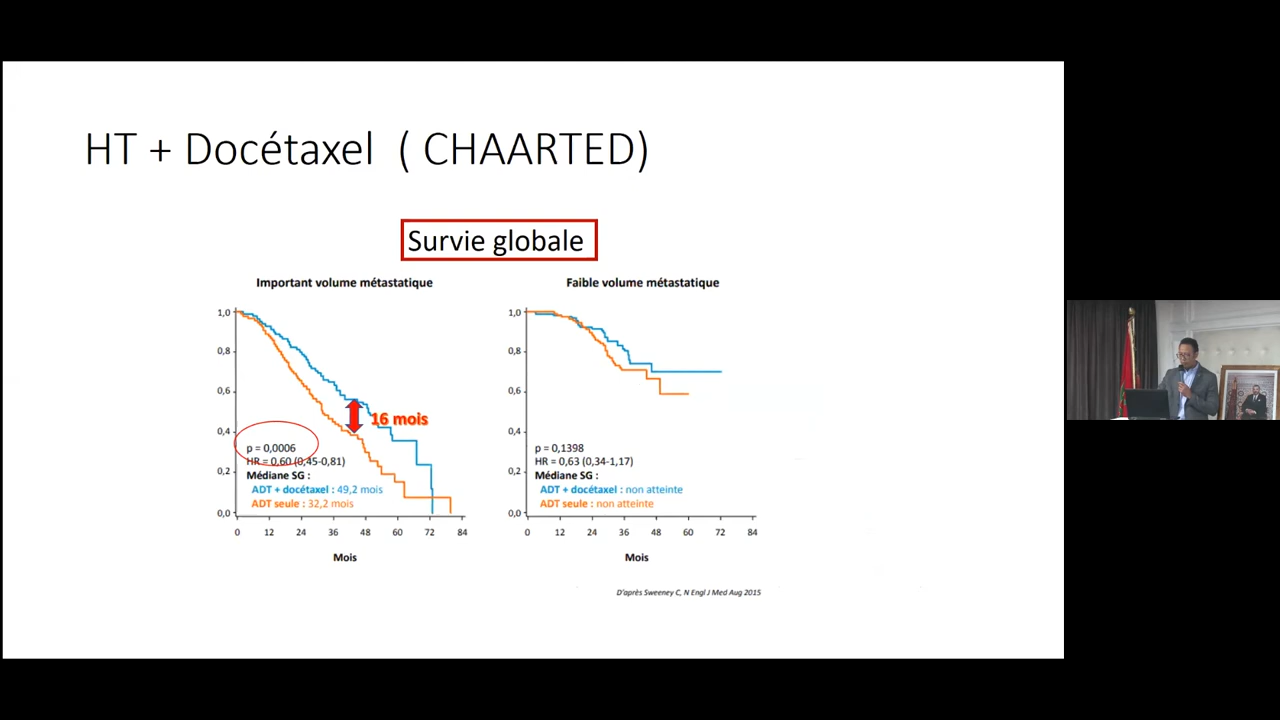 HT + Docétaxel ( CHAARTED)
Survie globale
Important volume métastatique
1,0
0,8
0,6
0,4
0,2
0,0
16 mois
p = 0,0006
HR = 0,60 (0,45-0,81)
Médiane SG :
ADT + docétaxel : 49,2 mois
ADT seule : 32,2 mois
0 12 24 36 48 60 72 84
Mois
Faible volume métastatique
1,0
0,8
0,6
0,4
0,2
0,0
p = 0,1398
HR = 0,63 (0,34-1,17)
Médiane SG :
ADT + docétaxel : non atteinte
ADT seule : non atteinte
0 12 24 36 48 60 72 84
Mois
D'après Sweeney C, N Engl J Med Aug 2015